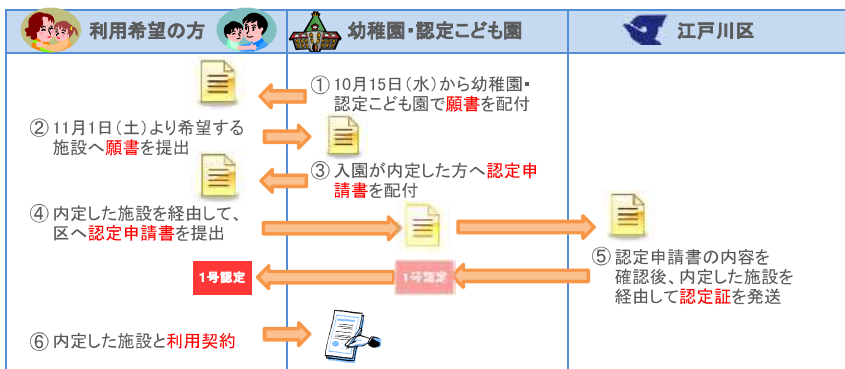 利用希望の方
幼稚園・認定こども園
江戸川区
① 10月15日（水）から幼稚園・
認定こども園で願書を配付
② 11月1日（土）より希望する
施設へ願書を提出
③ 入園が内定した方へ認定申
請書を配付
④ 内定した施設を経由して、
区へ認定申請書を提出
⑤ 認定申請書の内容を
確認後、内定した施設を
経由して認定証を発送
1号認定
1号認定
⑥ 内定した施設と利用契約